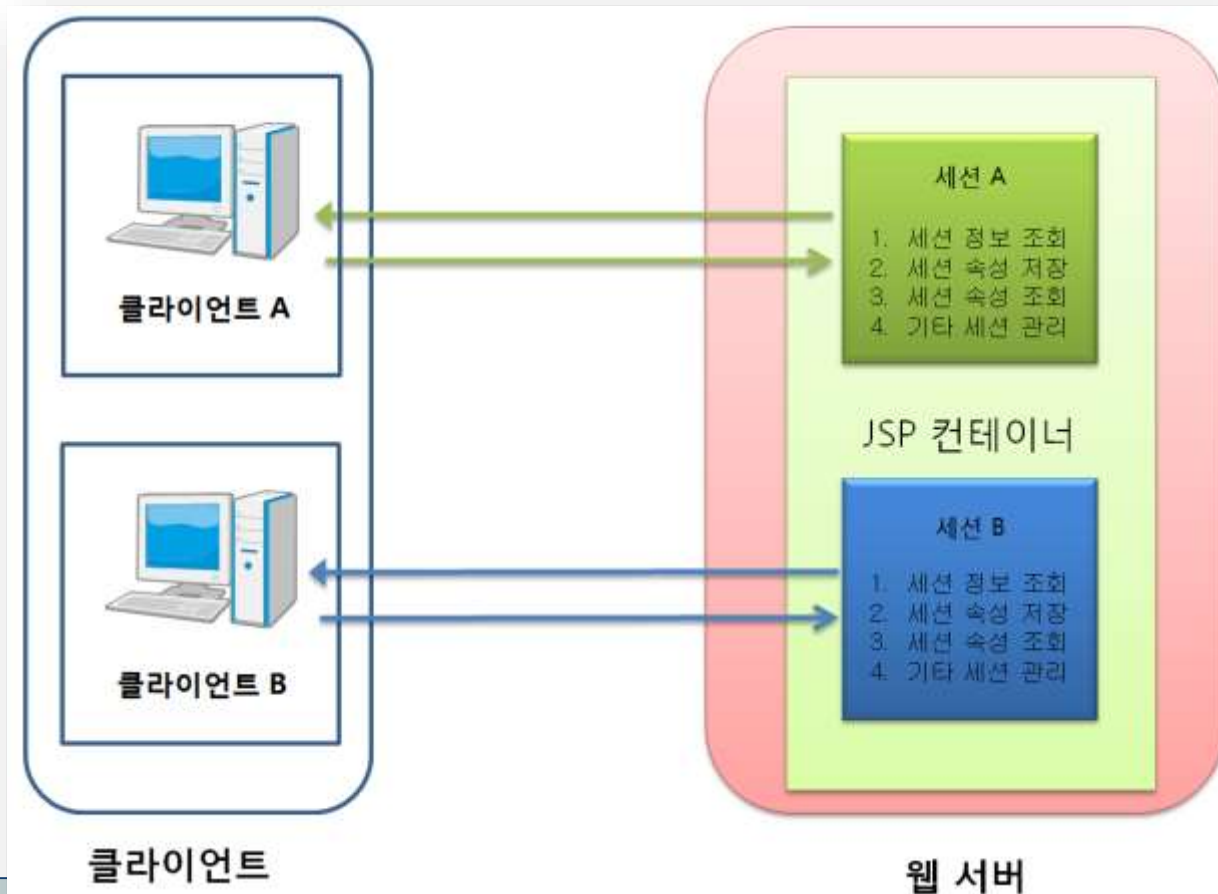 클라이언트 A
클라이언트 B
클라이언트
세션 A
1. 세션 정보 조회
2. 세션 속성 저장
3. 세션 속성 조회
4. 기타 세션 관리
JSP 컨테이너
세션 B
1. 세션 정보 조회
2. 세션 속성 저장
3. 세션 속성 조회
4. 기타 세션 관리
웹 서버